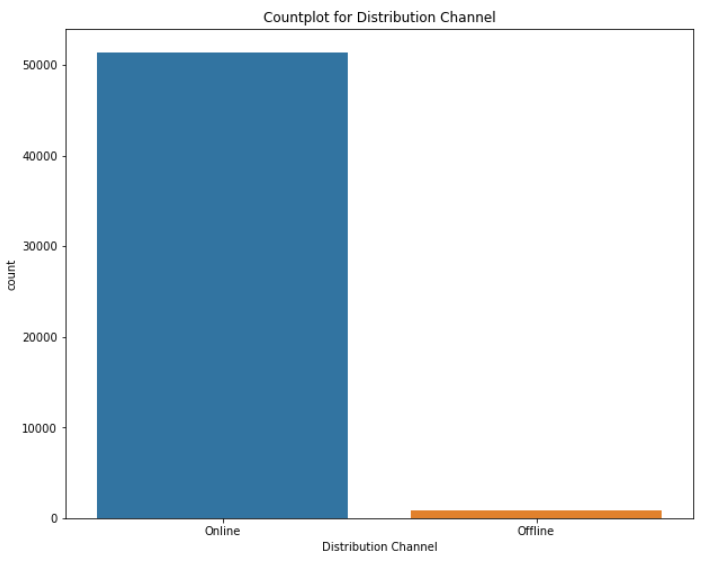 Countplot for Distribution Channel
50000
40000
30000
20000
10000
0
count
Online
Offline
Distribution Channel